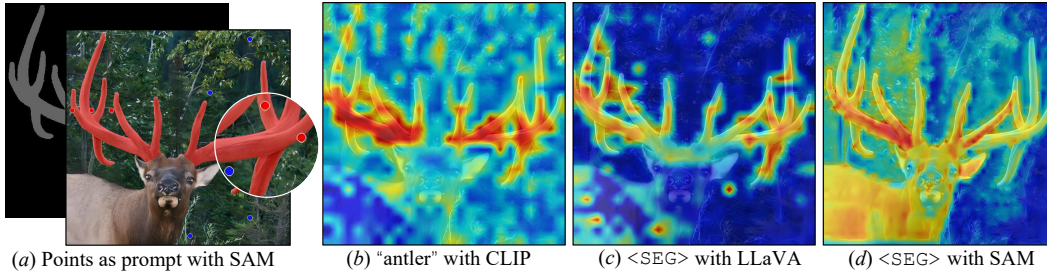 (a) Points as prompt with SAM
(b) "antler" with CLIP
(c) <SEG> with LLaVA
(d) <SEG> with SAM